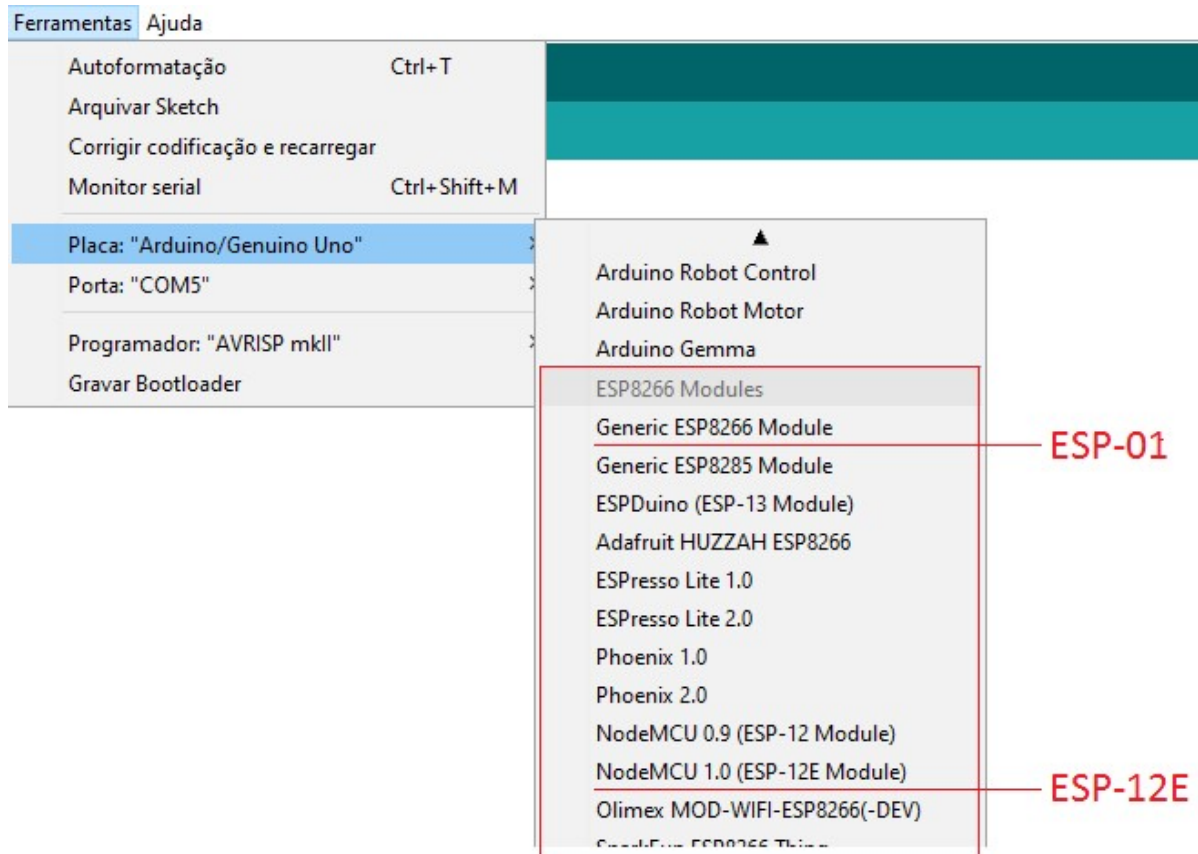 Ferramentas Ajuda
Autoformatação Ctrl+T
Arquivar Sketch
Corrigir codificação e recarregar
Monitor serial Ctrl+Shift+M
Placa: "Arduino/Genuino Uno"
Porta: "COM5"
Programador: "AVRISP mkII"
Gravar Bootloader
Arduino Robot Control
Arduino Robot Motor
Arduino Gemma
ESP8266 Modules
Generic ESP8266 Module
ESP-01
Generic ESP8285 Module
ESPDuino (ESP-13 Module)
Adafruit HUZZAH ESP8266
ESPresso Lite 1.0
ESPresso Lite 2.0
Phoenix 1.0
Phoenix 2.0
NodeMCU 0.9 (ESP-12 Module)
NodeMCU 1.0 (ESP-12E Module)
ESP-12E
Olimex MOD-WIFI-ESP8266(-DEV)
SparkFun ESP8266 Thing